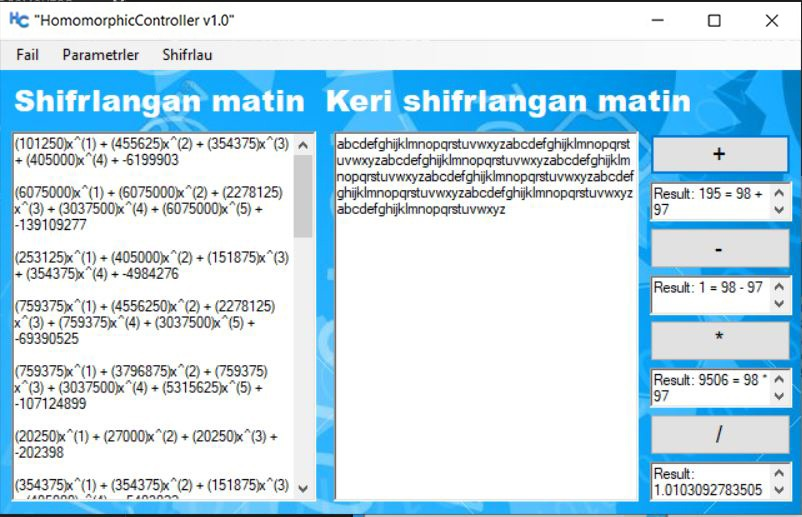 HC "HomomorphicController v1.0"
Fail Parametrler Shifrlau
Shifrlangan matin Keri shifrlangan matin
(101250)x^(1) + (455625)x^(2) + (354375)x^(3)
+ (405000)x^(4) + -6199903
(6075000)x^(1) + (6075000)x^(2) + (2278125)
x^(3) + (3037500)x^(4) + (6075000)x^(5) +
-139109277
(253125)x^(1) + (405000)x^(2) + (151875)x^(3)
+ (354375)x^(4) + -4984276
(759375)x^(1) + (4556250)x^(2) + (2278125)
x^(3) + (759375)x^(4) + (3037500)x^(5) +
-69390525
(759375)x^(1) + (3796875)x^(2) + (759375)
x^(3) + (3037500)x^(4) + (5315625)x^(5) +
-107124899
(20250)x^(1) + (27000)x^(2) + (20250)x^(3) +
-202398
(354375)x^(1) + (354375)x^(2) + (151875)x^(3)
abcdefghijklmnopqrstuvwxyzabcdefghijklmnopqrst
uvwxyzabcdefghijklmnopqrstuvwxyzabcdefghijklm
nopqrstuvwxyzabcdefghijklmnopqrstuvwxyzabcdef
ghijklmnopqrstuvwxyzabcdefghijklmnopqrstuvwxyz
abcdefghijklmnopqrstuvwxyz
+
Result: 195 = 98 +
97
-
Result: 1 = 98 - 97
*
Result: 9506 = 98 *
97
/
Result:
1.0103092783505